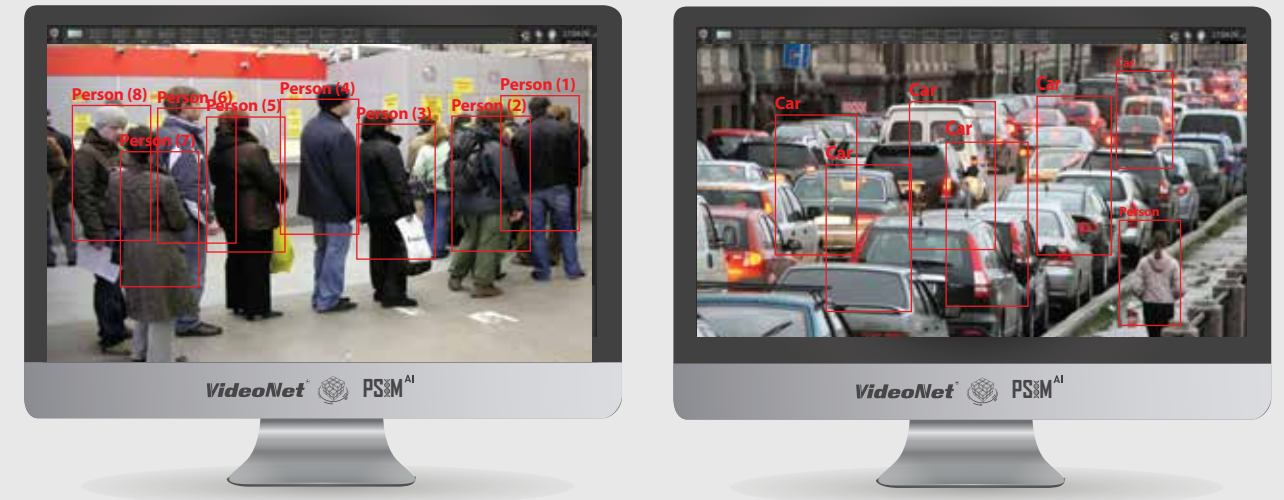 Person (1)
Person (4)
Person (8)
Person (6)
Person (5)
Person (2)
Person (3)
Person (7)
VideoNet PSIM AI
Car
Car
Car
Car
Car
Car
Person
VideoNet PSIM AI